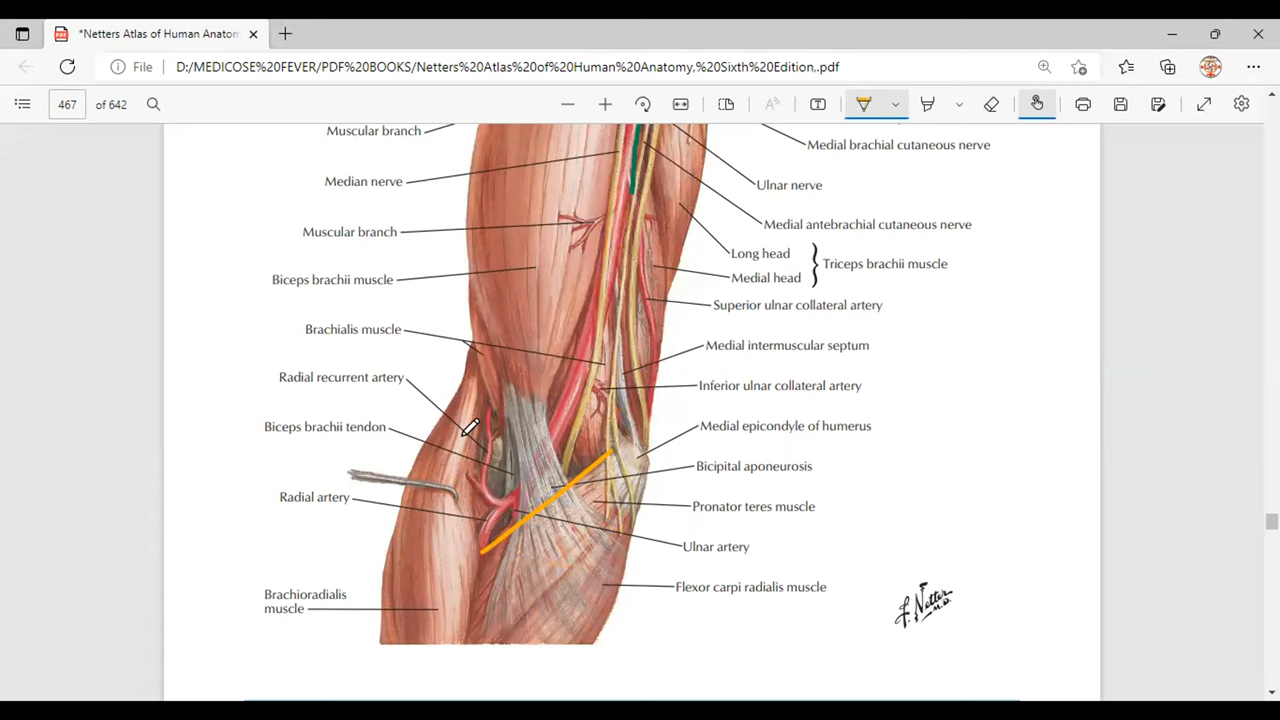 *Netters Atlas of Human Anatom
File
D:/MEDICOSE%20FEVER/PDF%20BOOKS/Netters%20Atlas%20of%20Human%20Anatomy,%20Sixth%20Edition,.pdf
467 of 642
Muscular branch
Medial brachial cutaneous nerve
Median nerve
Ulnar nerve
Muscular branch
Medial antebrachial cutaneous nerve
Long head
Medial head
Triceps brachii muscle
Biceps brachii muscle
Superior ulnar collateral artery
Brachialis muscle
Medial intermuscular septum
Radial recurrent artery
Inferior ulnar collateral artery
Biceps brachii tendon
Medial epicondyle of humerus
Bicipital aponeurosis
Radial artery
Pronator teres muscle
Ulnar artery
Brachioradialis
muscle
Flexor carpi radialis muscle
F. Netter
M.D.